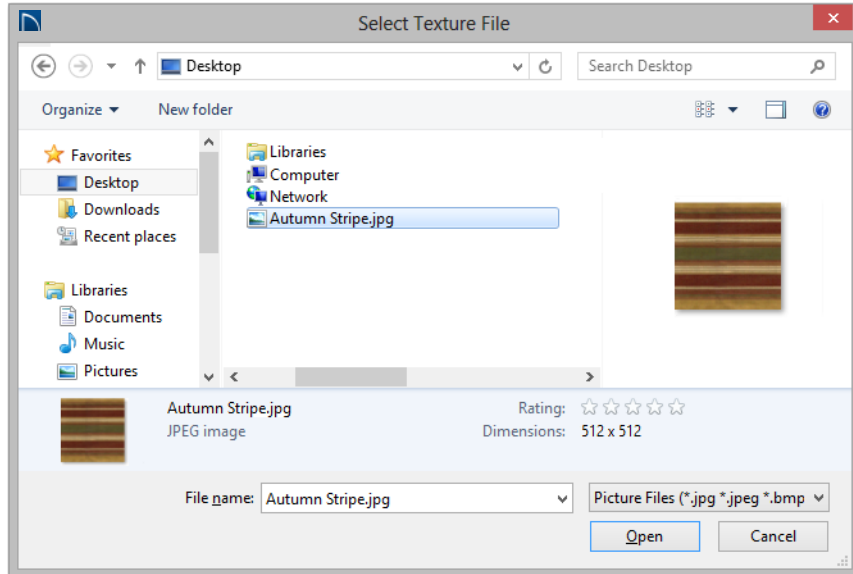 Select Texture File
Desktop
Search Desktop
Organize
New folder
Favorites
Desktop
Downloads
Recent places
Libraries
Documents
Music
Pictures
Libraries
Computer
Network
Autumn Stripe.jpg
Autumn Stripe.jpg
JPEG image
Rating:
Dimensions: 512 x 512
File name: Autumn Stripe.jpg
Picture Files (*.jpg *.jpeg *.bmp
Open
Cancel